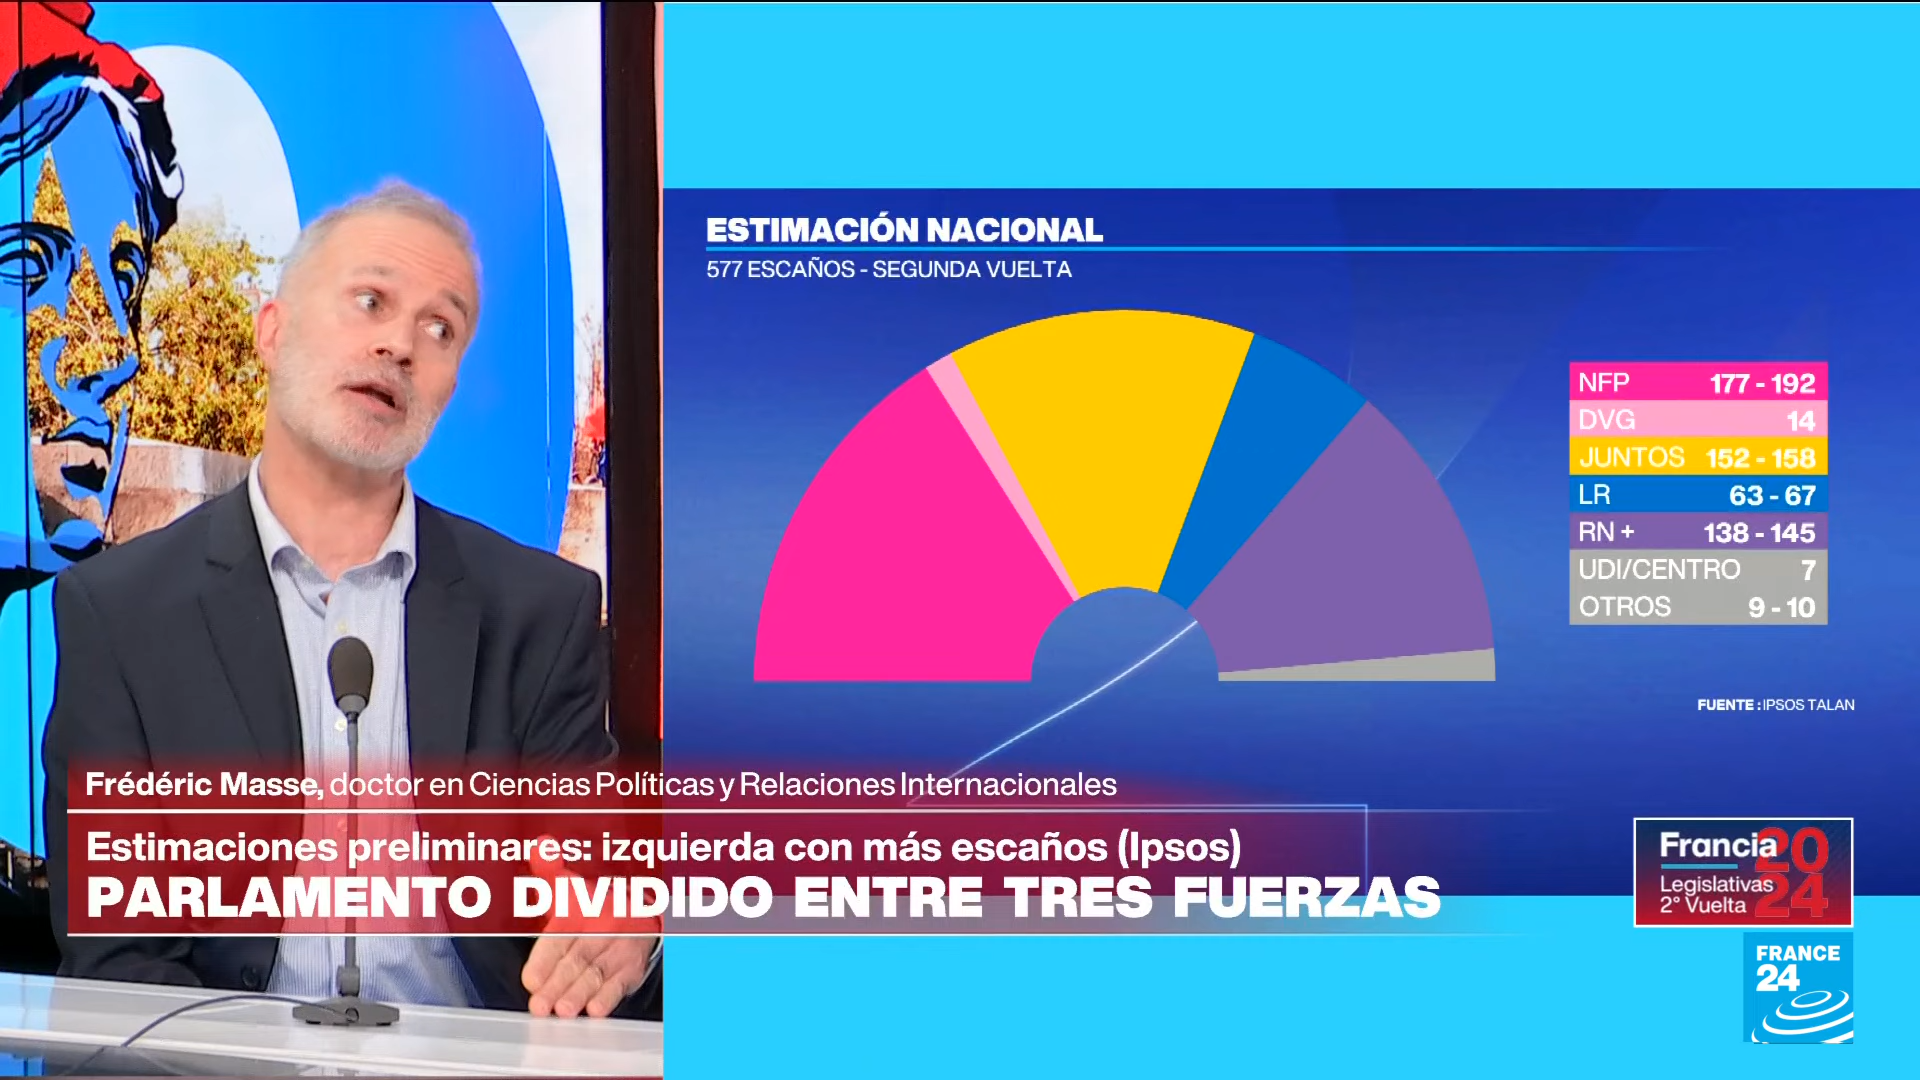 ESTIMACIÓN NACIONAL
577 ESCAÑOS - SEGUNDA VUELTA
NFP 177 - 192
DVG 14
JUNTOS 152 - 158
LR 63 - 67
RN + 138 - 145
UDI/CENTRO 7
OTROS 9 - 10
FUENTE : IPSOS TALAN
Frédéric Masse, doctor en Ciencias Políticas y Relaciones Internacionales
Estimaciones preliminares: izquierda con más escaños (Ipsos)
PARLAMENTO DIVIDIDO ENTRE TRES FUERZAS
Francia 2024
Legislativas
2° Vuelta
FRANCE
24